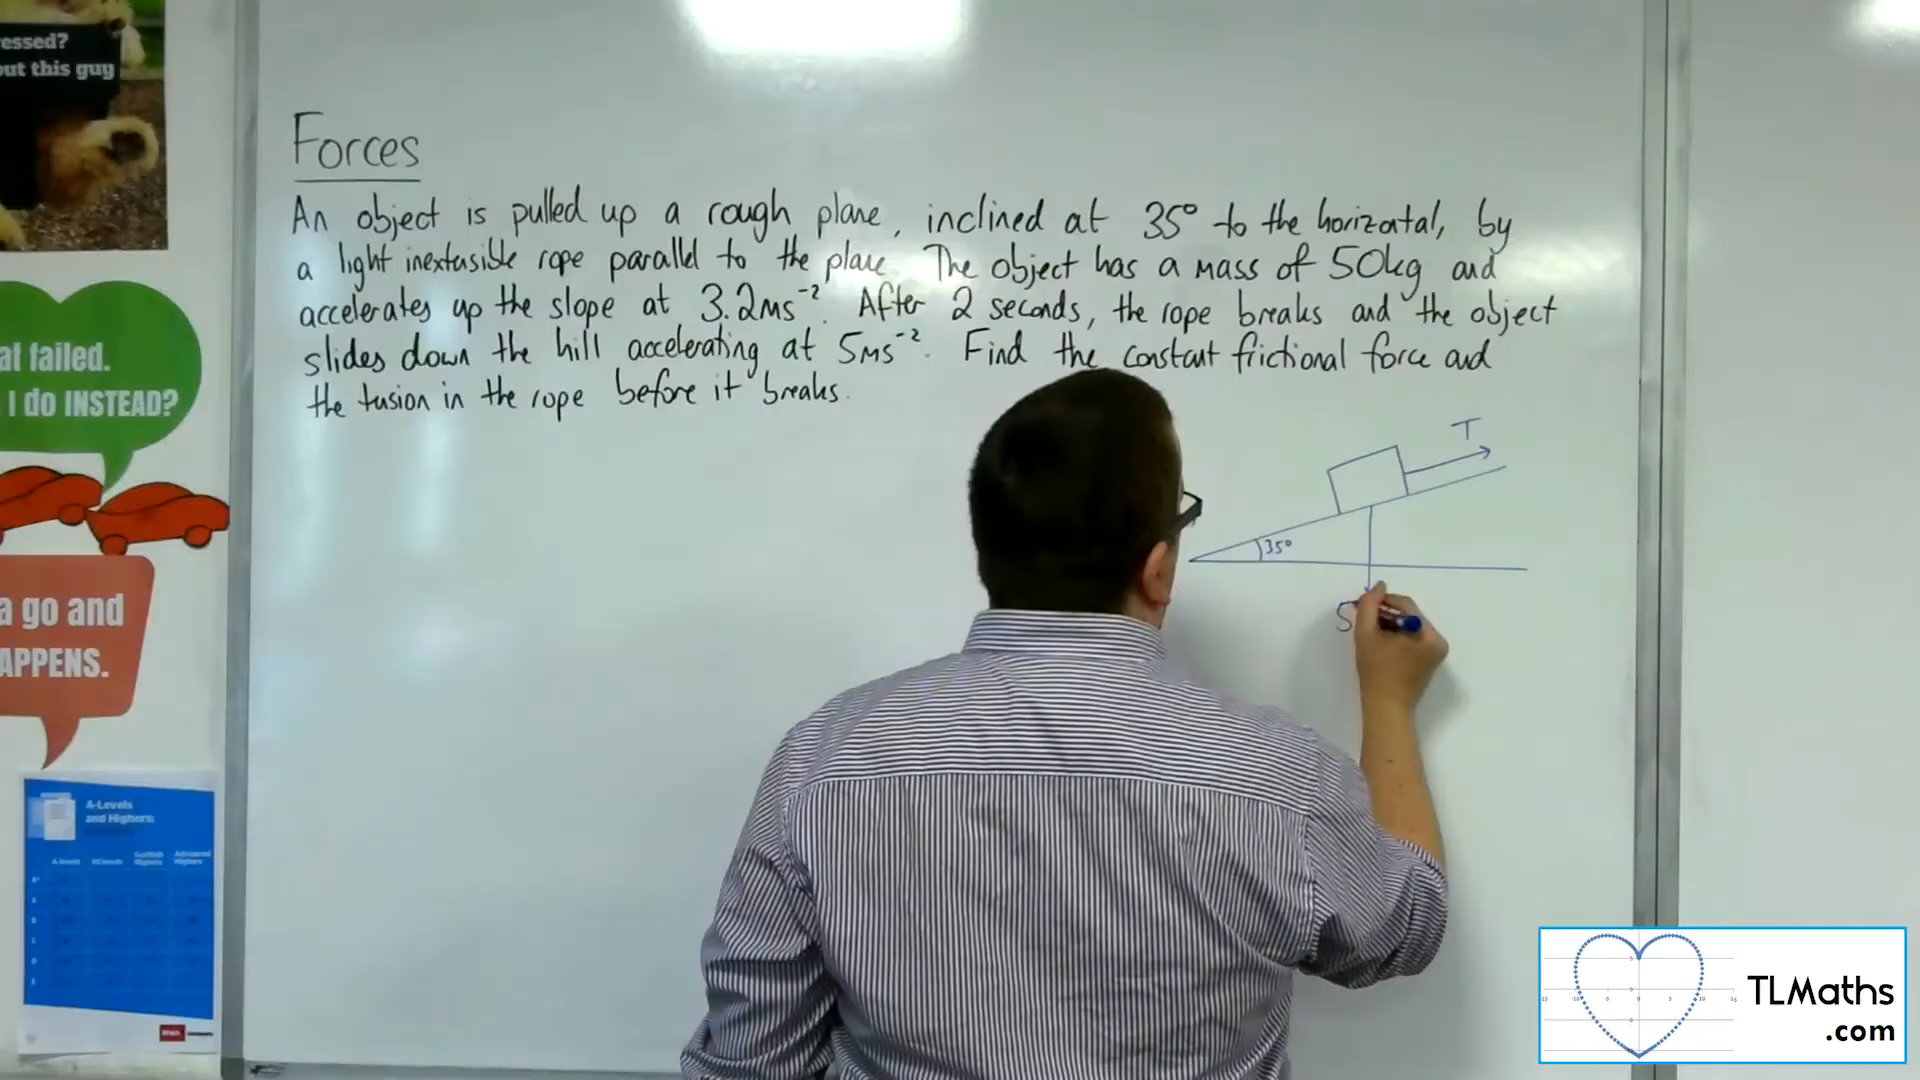 essed?
out this guy
Forces
An object is pulled up a rough plane, inclined at 35° to the horizontal, by
a light inextensible rope parallel to the plane. The object has a mass of 50kg and
accelerates up the slope at 3.2ms⁻². After 2 seconds, the rope breaks and the object
slides down the hill accelerating at 5ms⁻². Find the constant frictional force and
the tension in the rope before it breaks.
at failed.
I do INSTEAD?
T
35°
5
a go and
APPENS.
A-Levels
and Highers:
TLMaths
.com